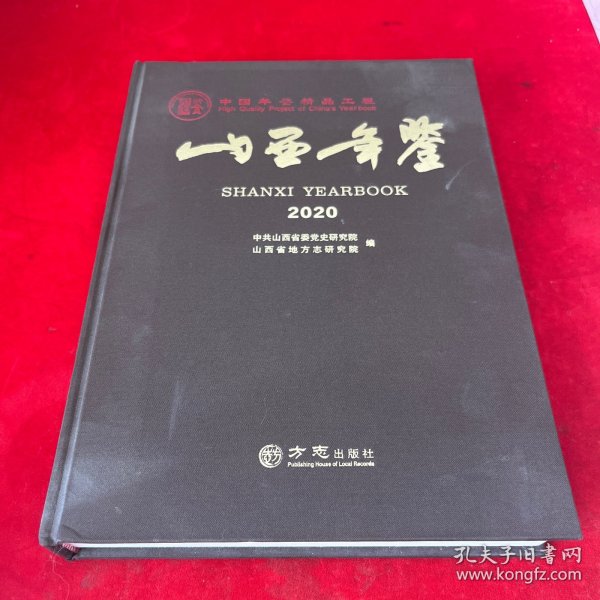 中国年鉴精品工程
High Quality Project of China's Yearbook
山西年鉴
SHANXI YEARBOOK
2020
中共山西省委党史研究院
山西省地方志研究院
编
方志出版社
Publishing House of Local Records
孔夫子旧书网
www.kongfz.com